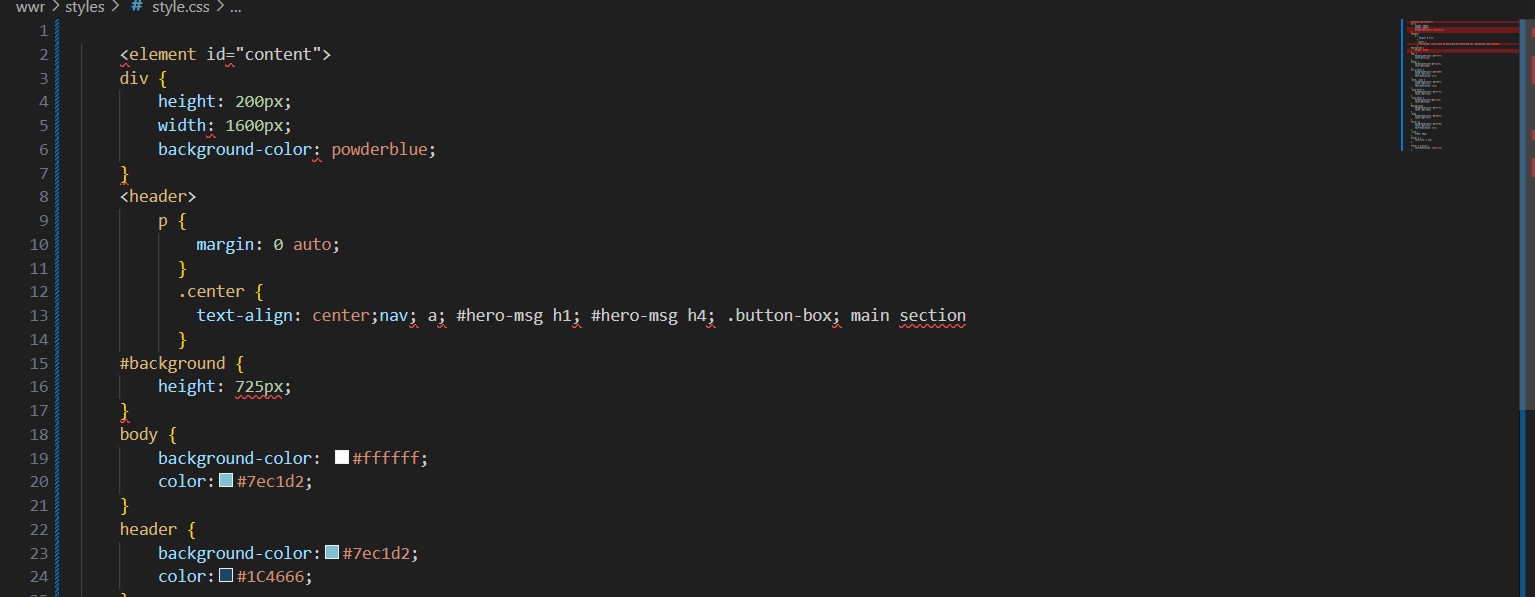 wwr > styles > # style.css > ...
1
2 <element id="content">
3 div {
4 height: 200px;
5 width: 1600px;
6 background-color: powderblue;
7 }
8 <header>
9 p {
10 margin: 0 auto;
11 }
12 .center {
13 text-align: center;nav; a; #hero-msg h1; #hero-msg h4; .button-box; main section
14 }
15 #background {
16 height: 725px;
17 }
18 body {
19 background-color: #ffffff;
20 color: #7ec1d2;
21 }
22 header {
23 background-color: #7ec1d2;
24 color: #1C4666;